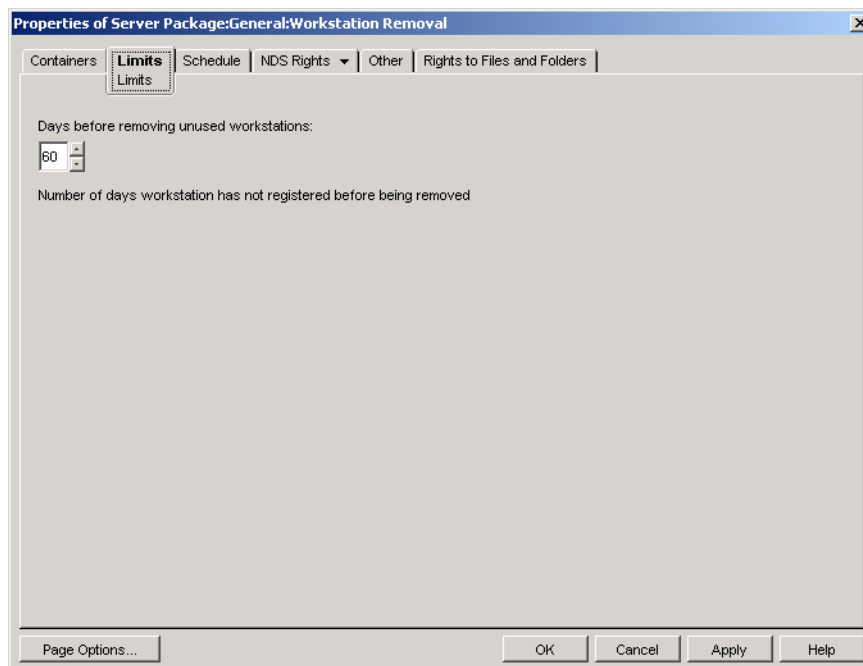 Properties of Server Package:General:Workstation Removal
Containers Limits Schedule NDS Rights Other Rights to Files and Folders
Limits
Days before removing unused workstations:
60
Number of days workstation has not registered before being removed
Page Options... OK Cancel Apply Help